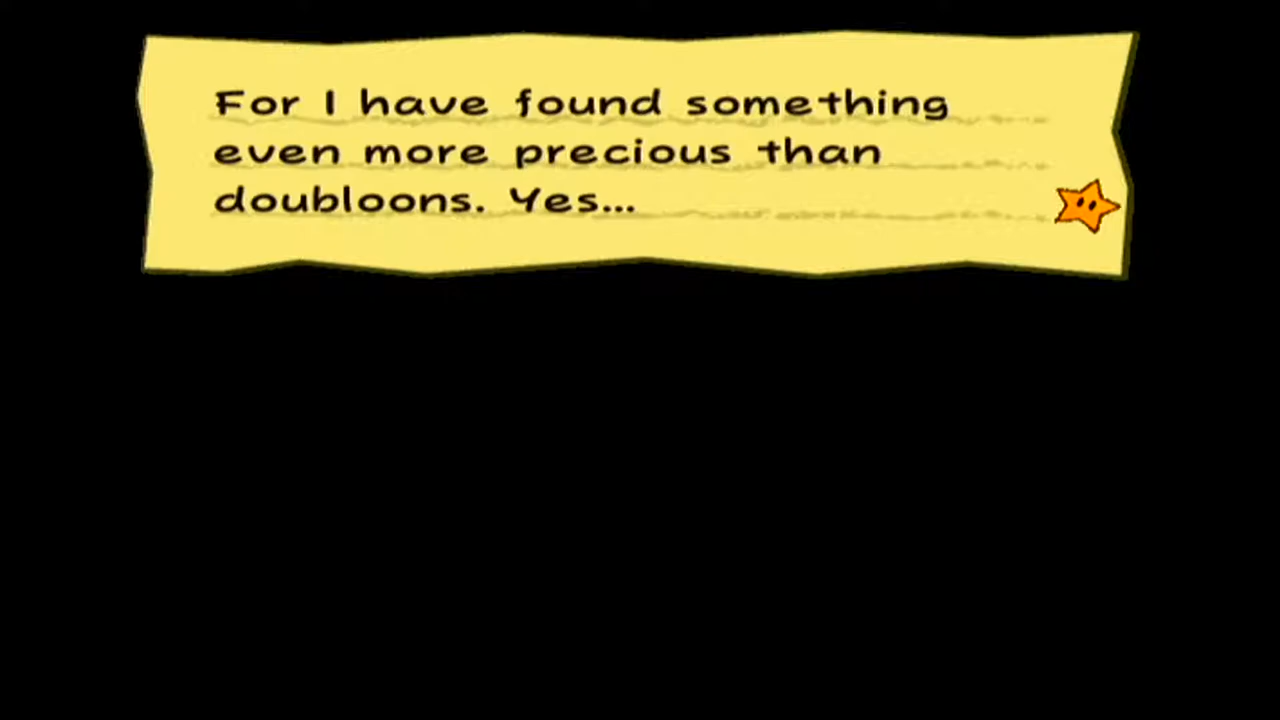 For I have found something
even more precious than
doubloons. Yes...